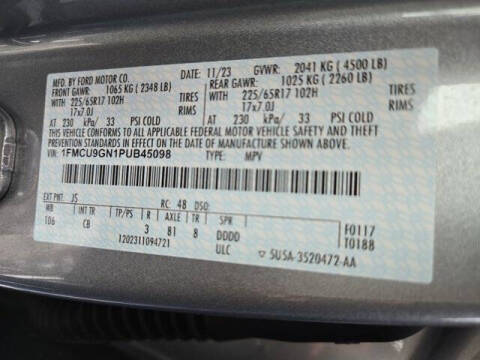 MFD. BY FORD MOTOR CO.
11/23 GVWR: 2041 KG ( 4500 LB)
FRONT GAWR: 1065 KG ( 2348 LB)
REAR GAWR: 1025 KG ( 2260 LB)
WITH 225/65R17 102H TIRES
WITH 225/65R17 102H TIRES
17x7.0J RIMS
17x7.0J RIMS
AT 230 kPa/ 33 PSI COLD
AT 230 kPa/ 33 PSI COLD
THIS VEHICLE CONFORMS TO ALL APPLICABLE FEDERAL MOTOR VEHICLE SAFETY, BUMPER, AND THEFT
PREVENTION STANDARDS IN EFFECT ON THE DATE OF MANUFACTURE SHOWN ABOVE.
VIN: 1FMCU9GN1PUB45098 TYPE: MPV
EXT PNT: JS RC: 48 DSO:
WB INT TR TP/PS R AXLE TR SPR
106 CB 3 81 8 DDDD F0117
1202311094721 ULC 5U5A-3520472-AA T0188